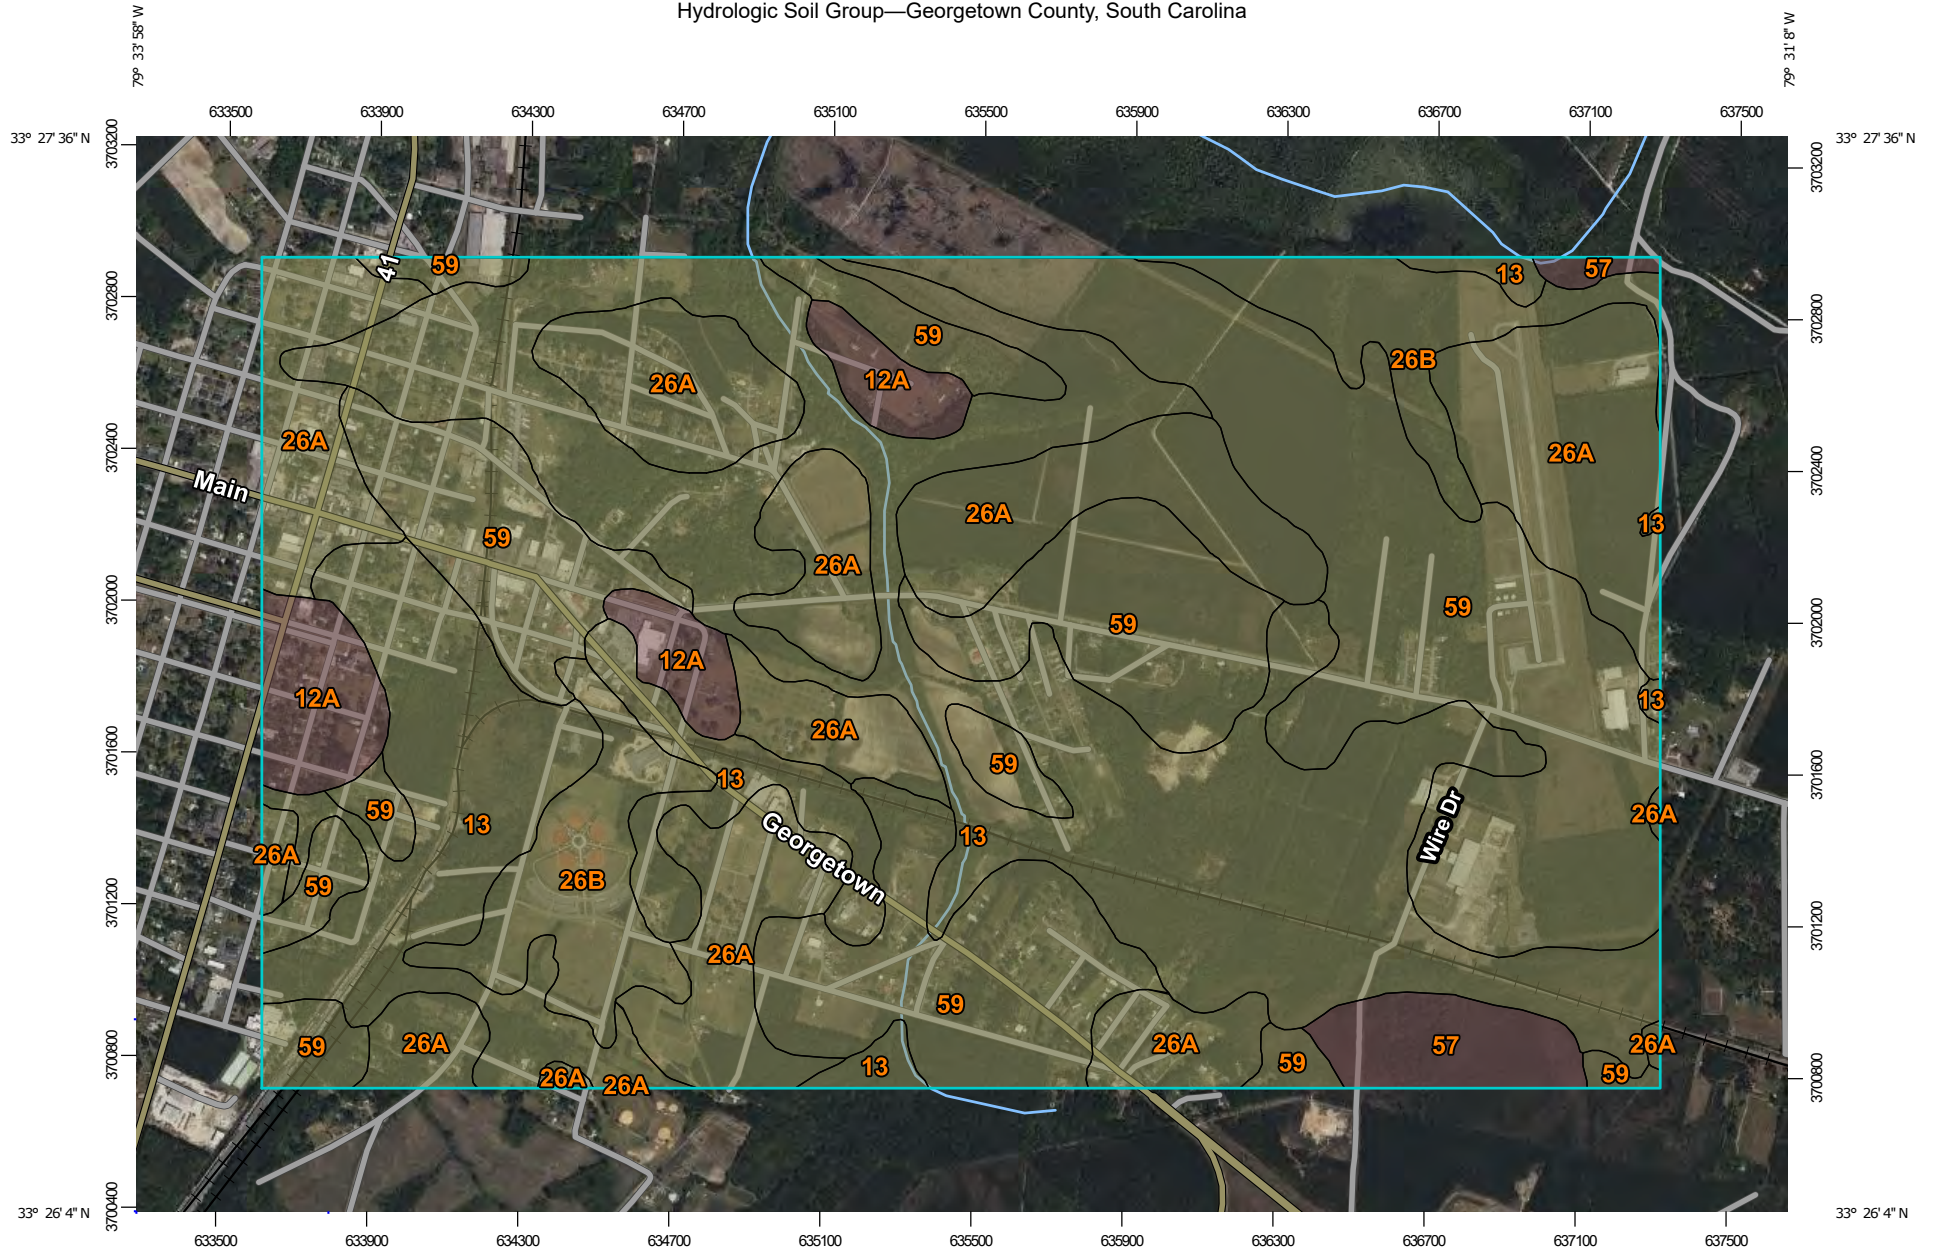 Hydrologic Soil Group—Georgetown County, South Carolina
79° 33' 58'' W
79° 31' 8'' W
633500 633900 634300 634700 635100 635500 635900 636300 636700 637100 637500
33° 27' 36'' N
33° 27' 36'' N
3703200
3703200
41
59
13
57
3702800
3702800
59
26B
26A
12A
26A
26A
3702400
3702400
Main
26A
13
59
26A
3702000
3702000
59
59
12A
12A
13
26A
3701600
3701600
59
13
59
13
Georgetown
13
Wire Dr
26A
26A
59
26B
3701200
3701200
26A
59
59
26A
26A
59
57
26A
3700800
3700800
26A
26A
13
59
3700400
33° 26' 4'' N
33° 26' 4'' N
633500 633900 634300 634700 635100 635500 635900 636300 636700 637100 637500